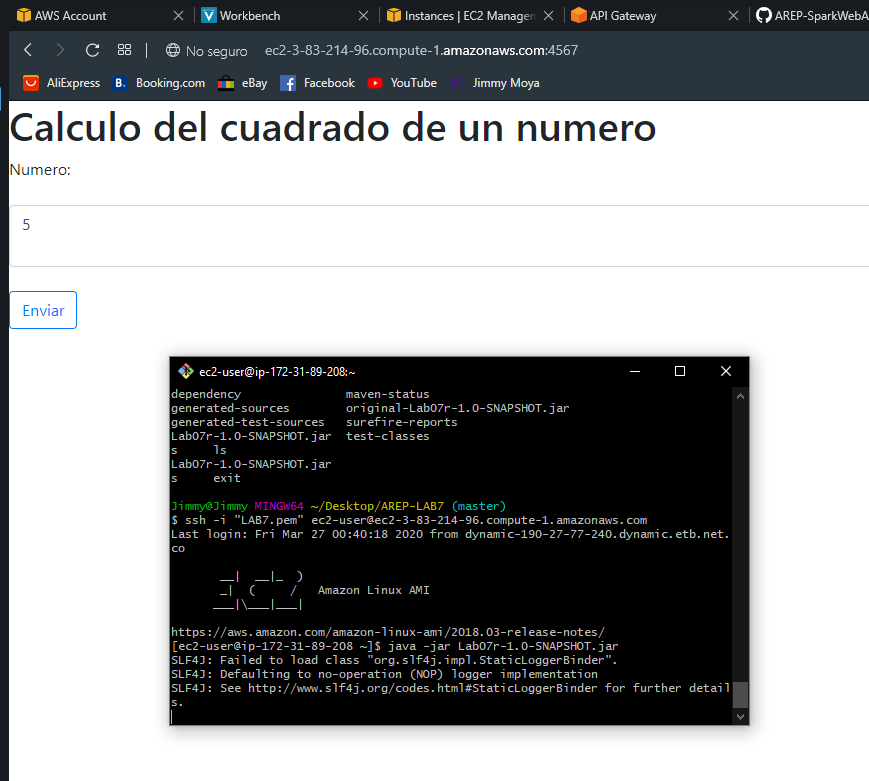 AWS Account
Workbench
Instances | EC2 Manager
API Gateway
AREP-SparkWebA
No seguro ec2-3-83-214-96.compute-1.amazonaws.com:4567
AliExpress B. Booking.com eBay Facebook YouTube Jimmy Moya
Calculo del cuadrado de un numero
Numero:
5
Enviar
ec2-user@ip-172-31-89-208:~
dependency maven-status
generated-sources original-Lab07r-1.0-SNAPSHOT.jar
generated-test-sources surefire-reports
Lab07r-1.0-SNAPSHOT.jar test-classes
s ls
Lab07r-1.0-SNAPSHOT.jar
s exit
Jimmy@Jimmy MINGW64 ~/Desktop/AREP-LAB7 (master)
$ ssh -i "LAB7.pem" ec2-user@ec2-3-83-214-96.compute-1.amazonaws.com
Last login: Fri Mar 27 00:40:18 2020 from dynamic-190-27-77-240.dynamic.etb.net.
co
__| __|_ )
_| ( / Amazon Linux AMI
___|\___|___|
https://aws.amazon.com/amazon-linux-ami/2018.03-release-notes/
[ec2-user@ip-172-31-89-208 ~]$ java -jar Lab07r-1.0-SNAPSHOT.jar
SLF4J: Failed to load class "org.slf4j.impl.StaticLoggerBinder".
SLF4J: Defaulting to no-operation (NOP) logger implementation
SLF4J: See http://www.slf4j.org/codes.html#StaticLoggerBinder for further detail
s.